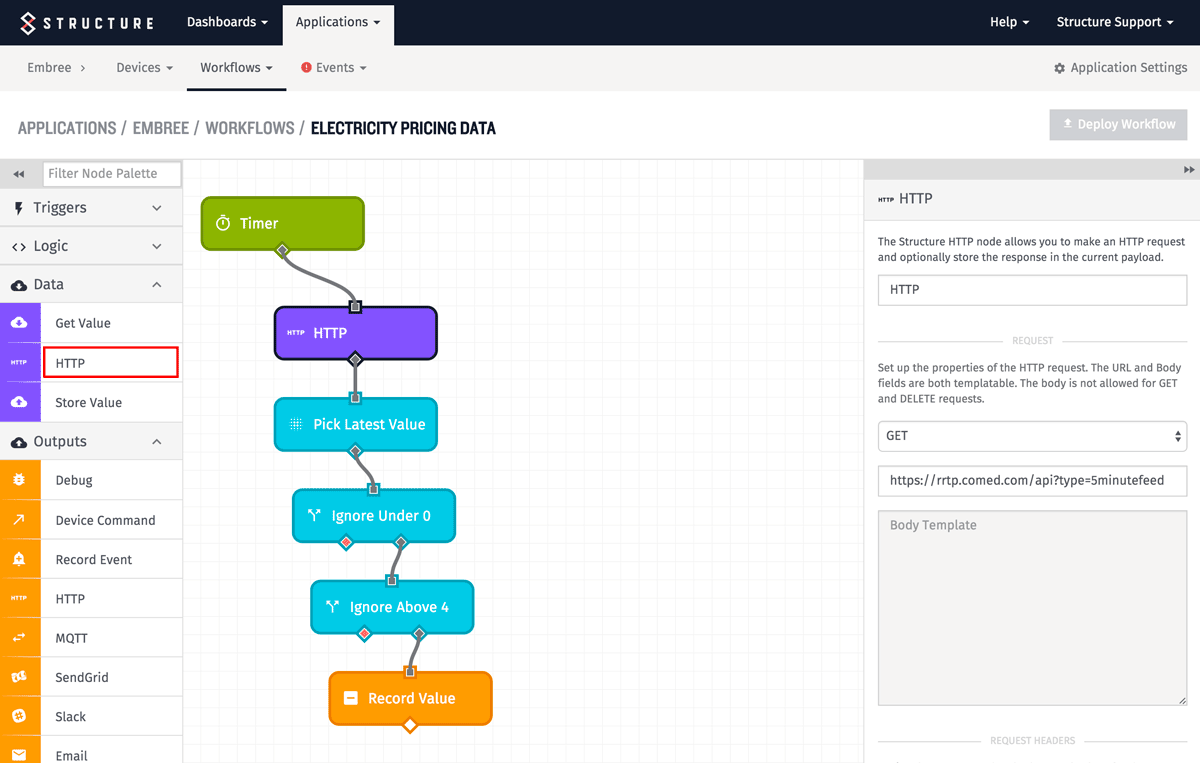 STRUCTURE
Dashboards
Applications
Help
Structure Support
Embree
Devices
Workflows
Events
Application Settings
APPLICATIONS / EMBREE / WORKFLOWS / ELECTRICITY PRICING DATA
Deploy Workflow
Filter Node Palette
Triggers
Logic
Data
Get Value
HTTP HTTP
Store Value
Outputs
Debug
Device Command
Record Event
HTTP HTTP
MQTT
SendGrid
Slack
Email
Timer
HTTP HTTP
Pick Latest Value
Ignore Under 0
Ignore Above 4
Record Value
HTTP HTTP
The Structure HTTP node allows you to make an HTTP request
and optionally store the response in the current payload.
HTTP
REQUEST
Set up the properties of the HTTP request. The URL and Body
fields are both templatable. The body is not allowed for GET
and DELETE requests.
GET
https://rrtp.comed.com/api?type=5minutefeed
Body Template
REQUEST HEADERS